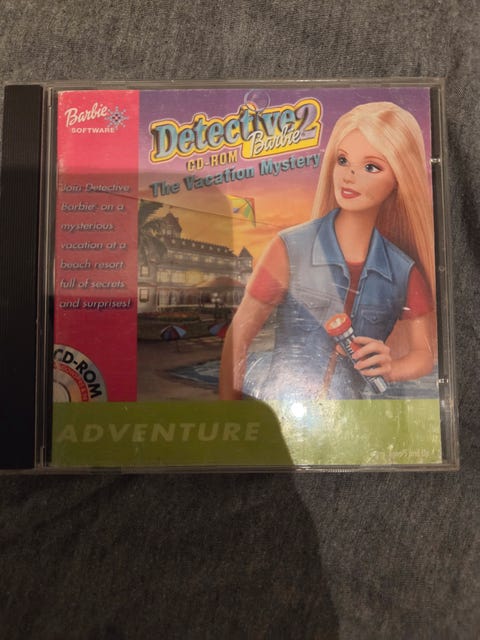 Barbie
SOFTWARE
Detective
Barbie 2
CD-ROM
The Vacation Mystery
Join Detective
Barbie on a
mysterious
vacation at a
beach resort
full of secrets
and surprises!
CD-ROM
ADVENTURE